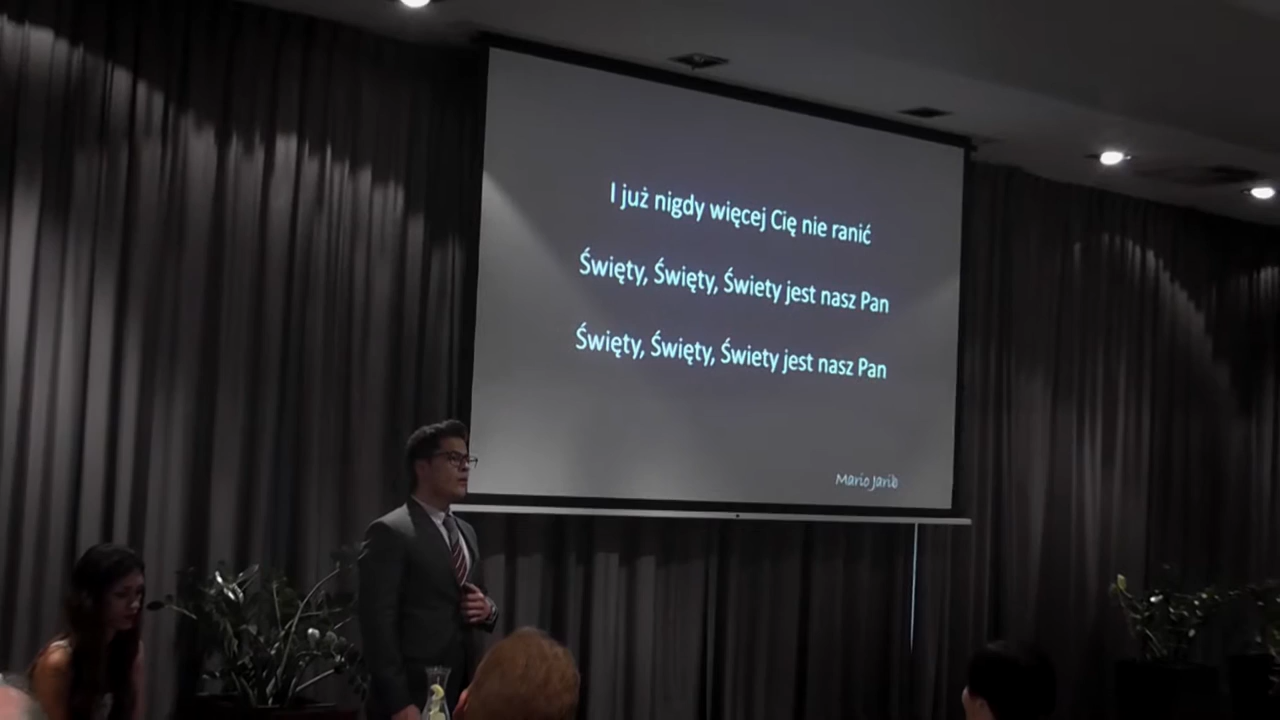 I już nigdy więcej Cię nie ranić
Święty, Święty, Świety jest nasz Pan
Święty, Święty, Świety jest nasz Pan
Mario Jarib